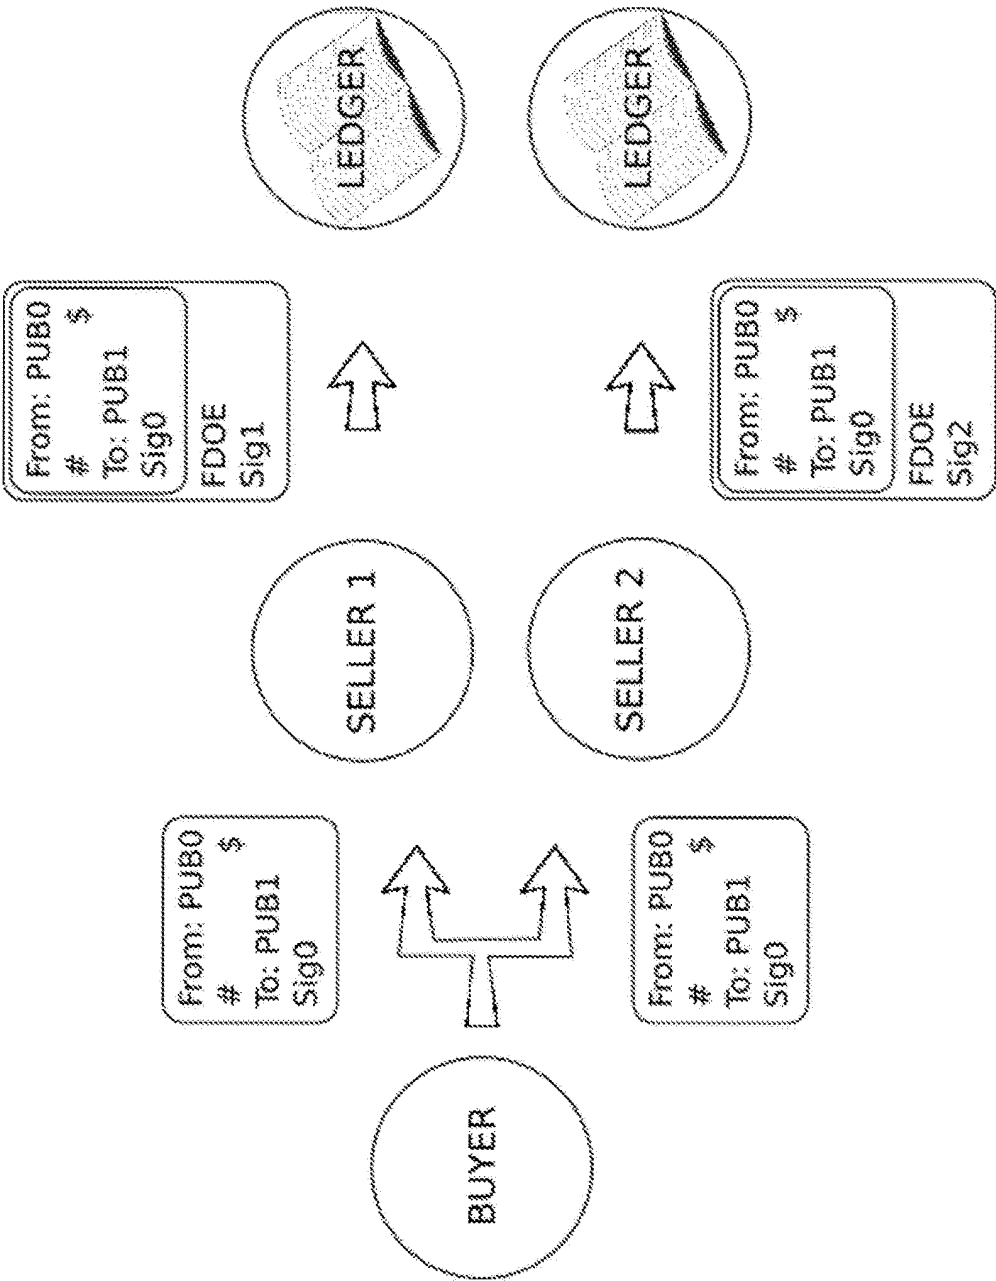 BUYER
From: PUB0
# $
To: PUB1
Sig0
From: PUB0
# $
To: PUB1
Sig0
SELLER 1
SELLER 2
From: PUB0
# $
To: PUB1
Sig0
FDOE
Sig1
From: PUB0
# $
To: PUB1
Sig0
FDOE
Sig2
LEDGER
LEDGER